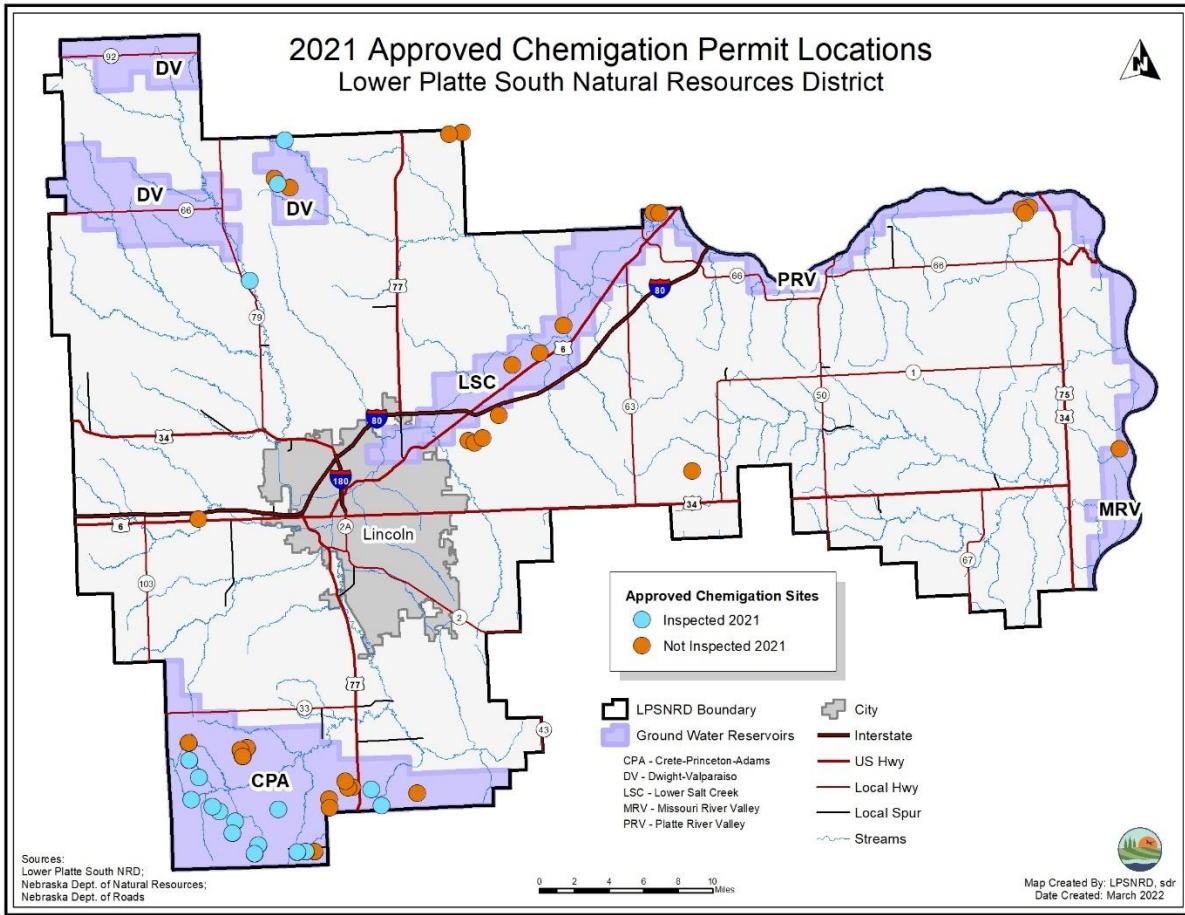 2021 Approved Chemigation Permit Locations
Lower Platte South Natural Resources District
N
92
DV
DV
66
DV
77
79
66
PRV
66
80
6
LSC
63
1
50
75
34
34
80
180
6
2A
Lincoln
34
MRV
103
67
2
77
33
43
CPA
Approved Chemigation Sites
Inspected 2021
Not Inspected 2021
LPSNRD Boundary
Ground Water Reservoirs
CPA - Crete-Princeton-Adams
DV - Dwight-Valparaiso
LSC - Lower Salt Creek
MRV - Missouri River Valley
PRV - Platte River Valley
City
Interstate
US Hwy
Local Hwy
Local Spur
Streams
Sources:
Lower Platte South NRD;
Nebraska Dept. of Natural Resources;
Nebraska Dept. of Roads
0 2 4 6 8 10
Miles
Map Created By: LPSNRD, sdr
Date Created: March 2022